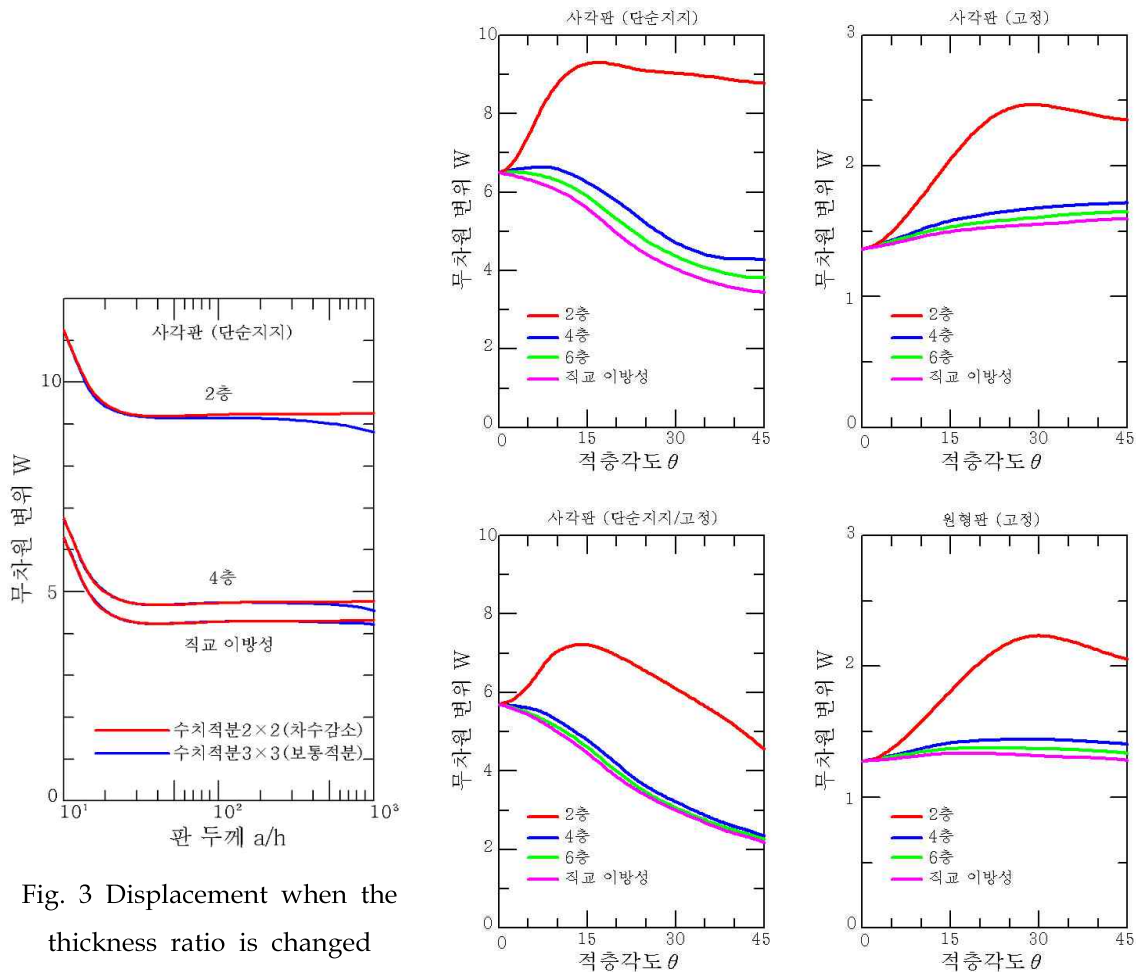 사각판 (단순지지)
10
8
6
4
2
0
무차원 변위 W
2층
4층
6층
직교 이방성
0 15 30 45
적층각도 θ
사각판 (고정)
3
2
1
0
무차원 변위 W
2층
4층
6층
직교 이방성
0 15 30 45
적층각도 θ
사각판 (단순지지)
10
5
0
무차원 변위 W
2층
4층
직교 이방성
수치적분2×2(차수감소)
수치적분3×3(보통적분)
10¹ 10² 10³
판 두께 a/h
Fig. 3 Displacement when the
thickness ratio is changed
사각판 (단순지지/고정)
10
8
6
4
2
0
무차원 변위 W
2층
4층
6층
직교 이방성
0 15 30 45
적층각도 θ
원형판 (고정)
3
2
1
0
무차원 변위 W
2층
4층
6층
직교 이방성
0 15 30 45
적층각도 θ